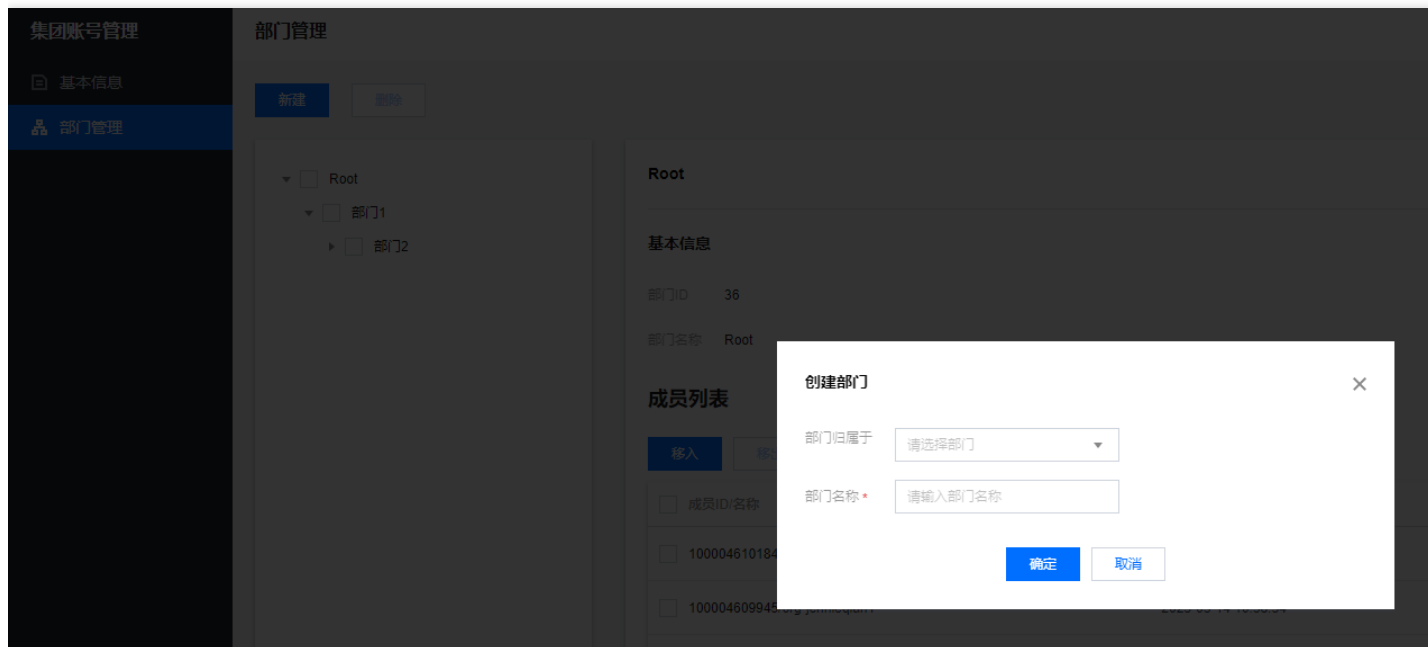 集团账号管理
基本信息
部门管理
部门管理
新建 删除
Root
部门1
部门2
Root
基本信息
部门ID 36
部门名称 Root
成员列表
移入
成员ID/名称
10000461018
100004609945
创建部门
部门归属于 请选择部门
部门名称* 请输入部门名称
确定 取消